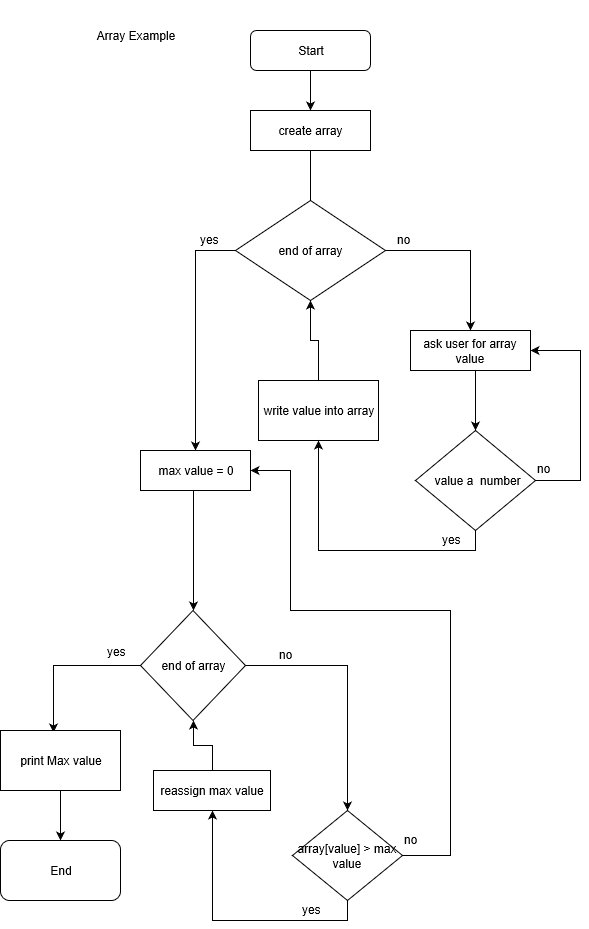 Array Example
Start
create array
end of array
yes
no
ask user for array
value
write value into array
max value = 0
value a number
no
yes
end of array
yes
no
print Max value
reassign max value
array[value] > max
value
no
yes
End